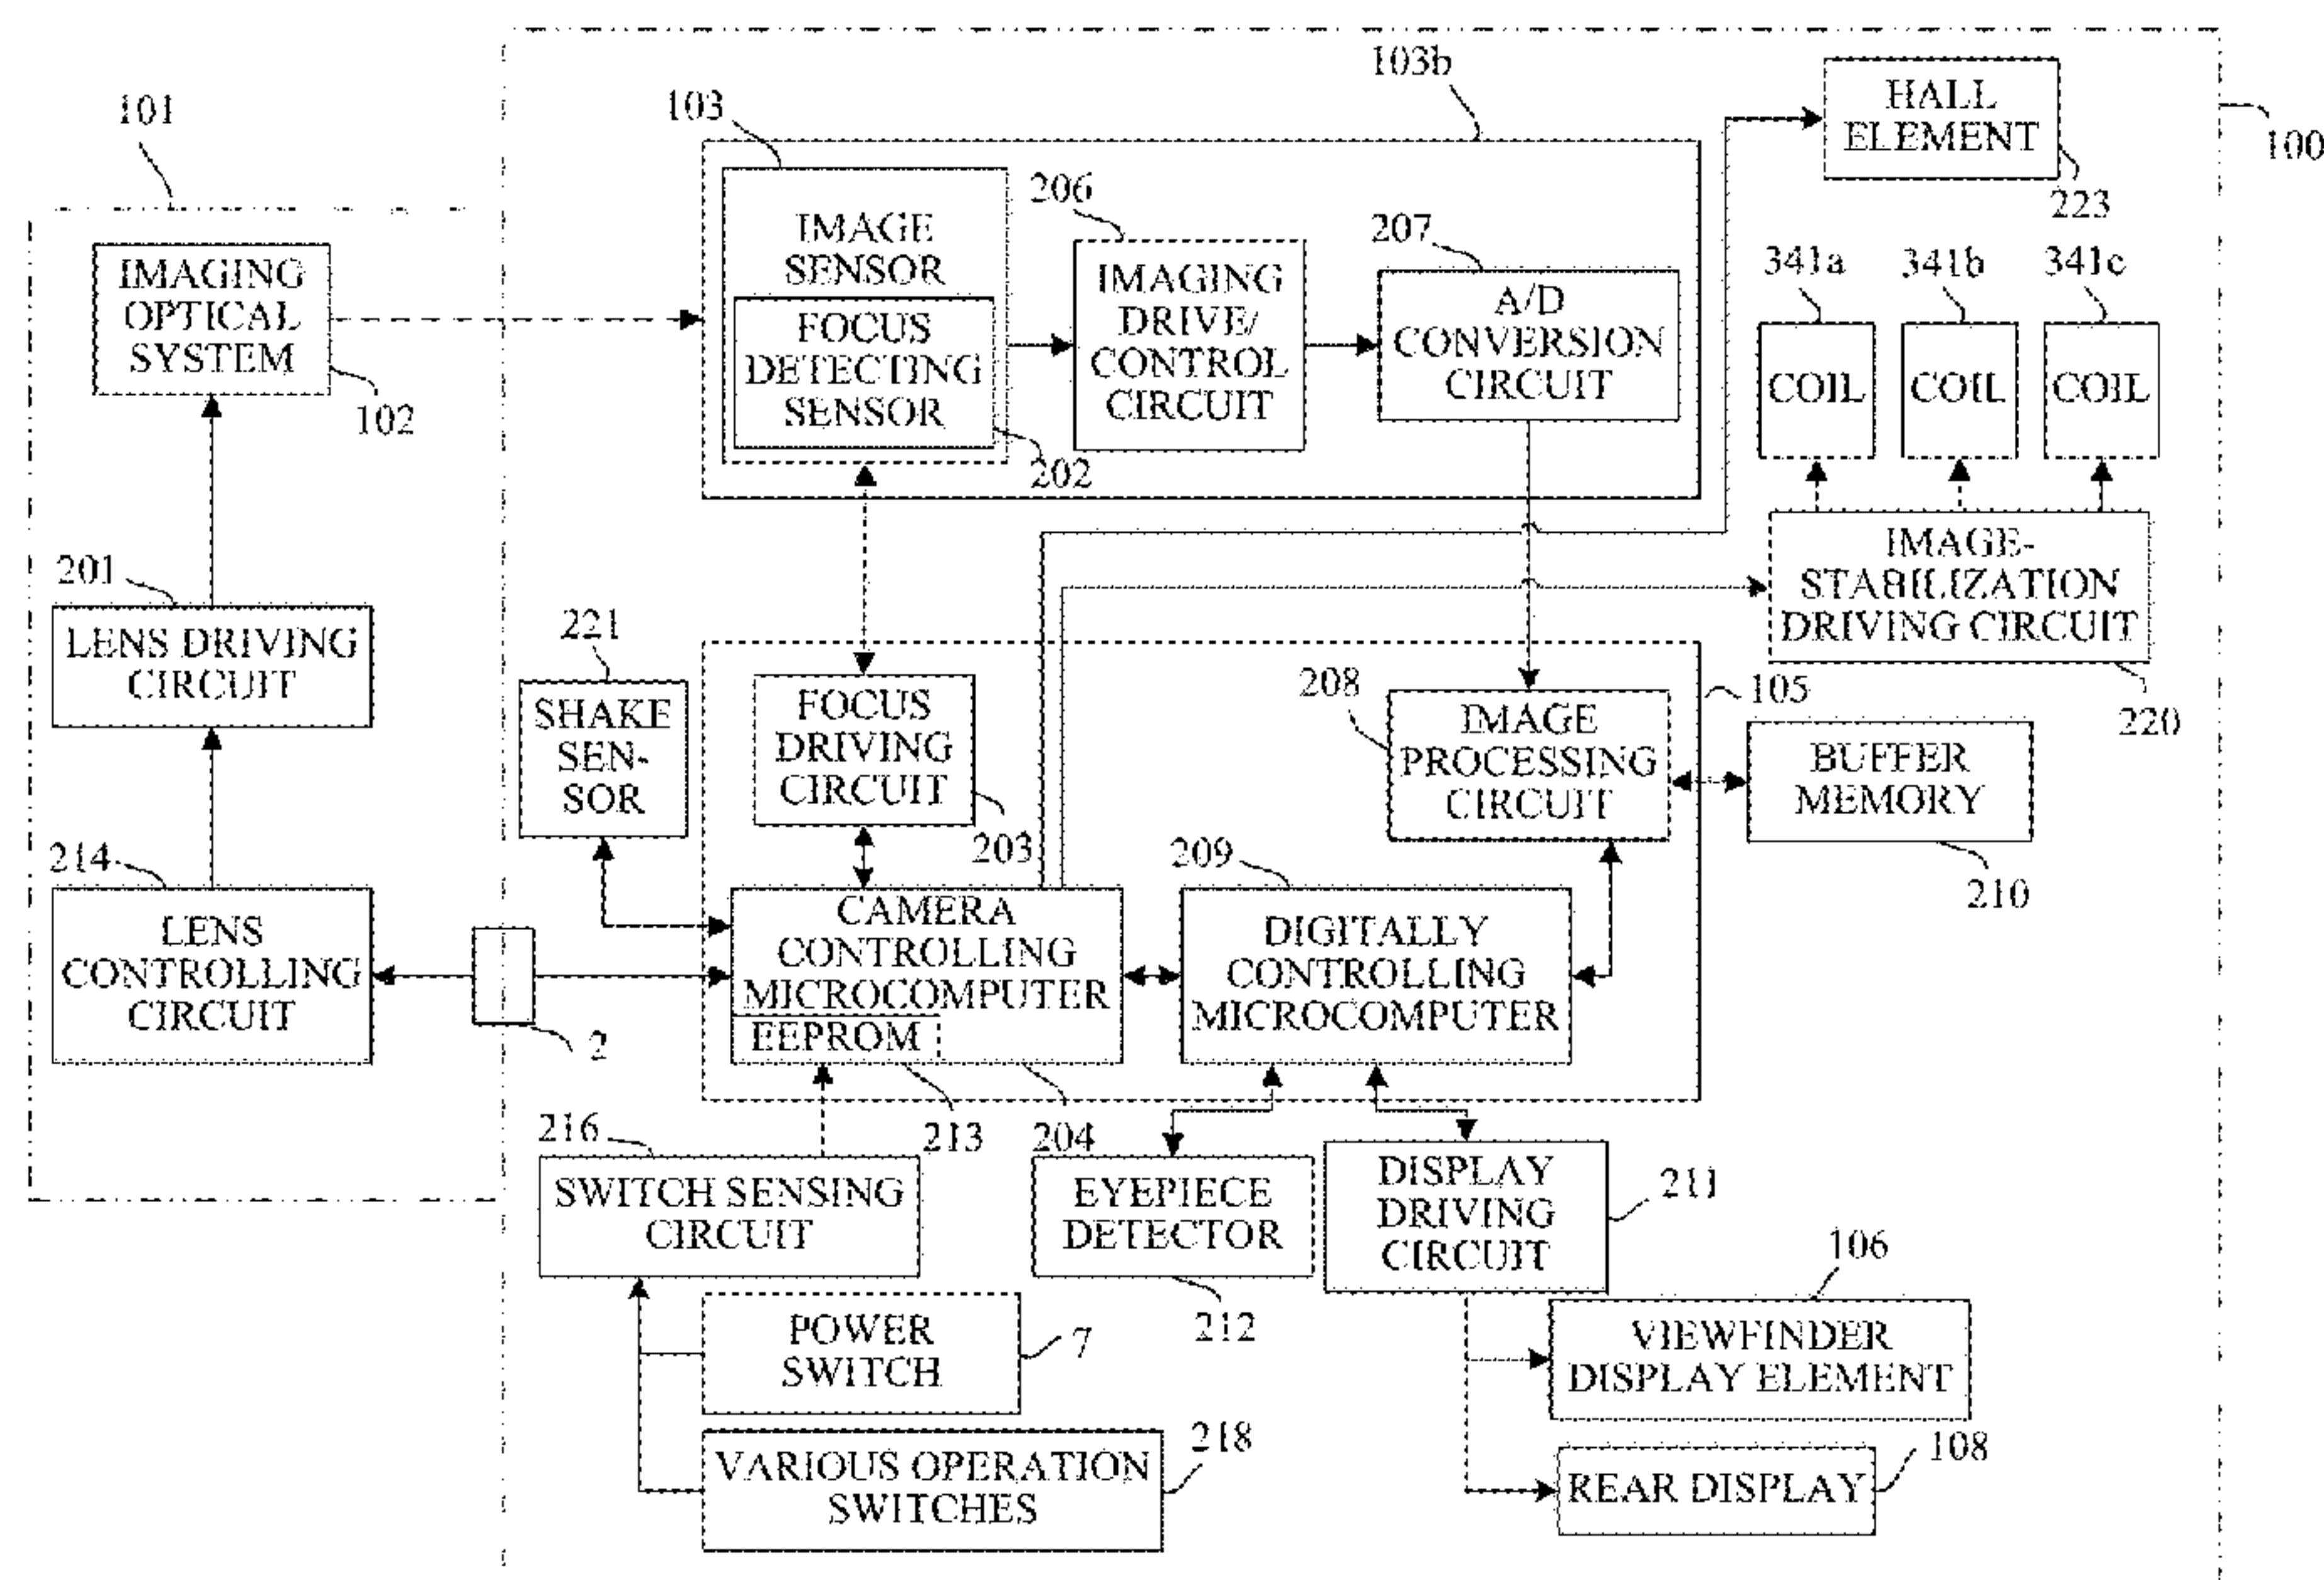 101
103
103b
HALL
ELEMENT
223
100
IMAGING
OPTICAL
SYSTEM
102
IMAGE
SENSOR
FOCUS
DETECTING
SENSOR
202
206
IMAGING
DRIVE/
CONTROL
CIRCUIT
207
A/D
CONVERSION
CIRCUIT
341a
341b
341c
COIL
COIL
COIL
IMAGE-
STABILIZATION
DRIVING CIRCUIT
220
201
LENS DRIVING
CIRCUIT
221
SHAKE
SEN-
SOR
FOCUS
DRIVING
CIRCUIT
203
208
IMAGE
PROCESSING
CIRCUIT
105
BUFFER
MEMORY
210
214
LENS
CONTROLLING
CIRCUIT
2
CAMERA
CONTROLLING
MICROCOMPUTER
EEPROM
213
204
209
DIGITALLY
CONTROLLING
MICROCOMPUTER
216
SWITCH SENSING
CIRCUIT
EYEPIECE
DETECTOR
212
DISPLAY
DRIVING
CIRCUIT
211
POWER
SWITCH
7
106
VIEWFINDER
DISPLAY ELEMENT
VARIOUS OPERATION
SWITCHES
218
REAR DISPLAY
108